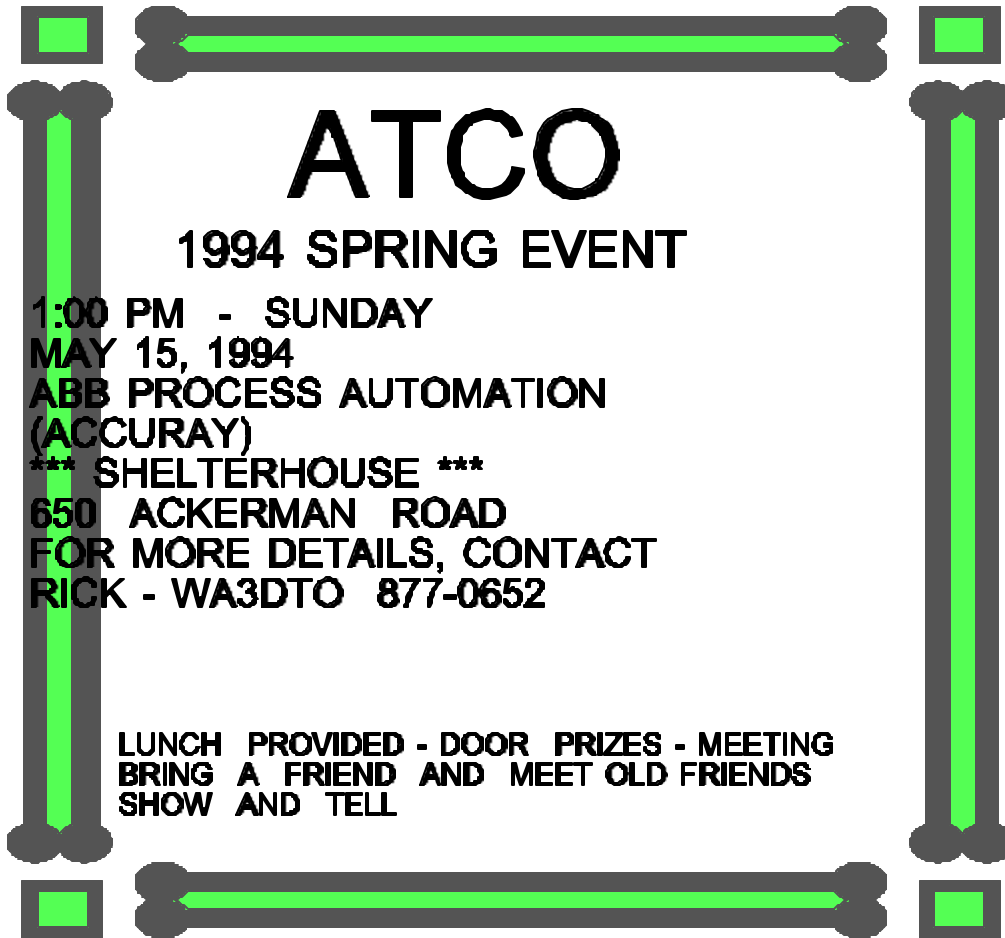 ATCO
1994 SPRING EVENT
1:00 PM - SUNDAY
MAY 15, 1994
ABB PROCESS AUTOMATION
(ACCURAY)
*** SHELTERHOUSE ***
650 ACKERMAN ROAD
FOR MORE DETAILS, CONTACT
RICK - WA3DTO 877-0652
LUNCH PROVIDED - DOOR PRIZES - MEETING
BRING A FRIEND AND MEET OLD FRIENDS
SHOW AND TELL